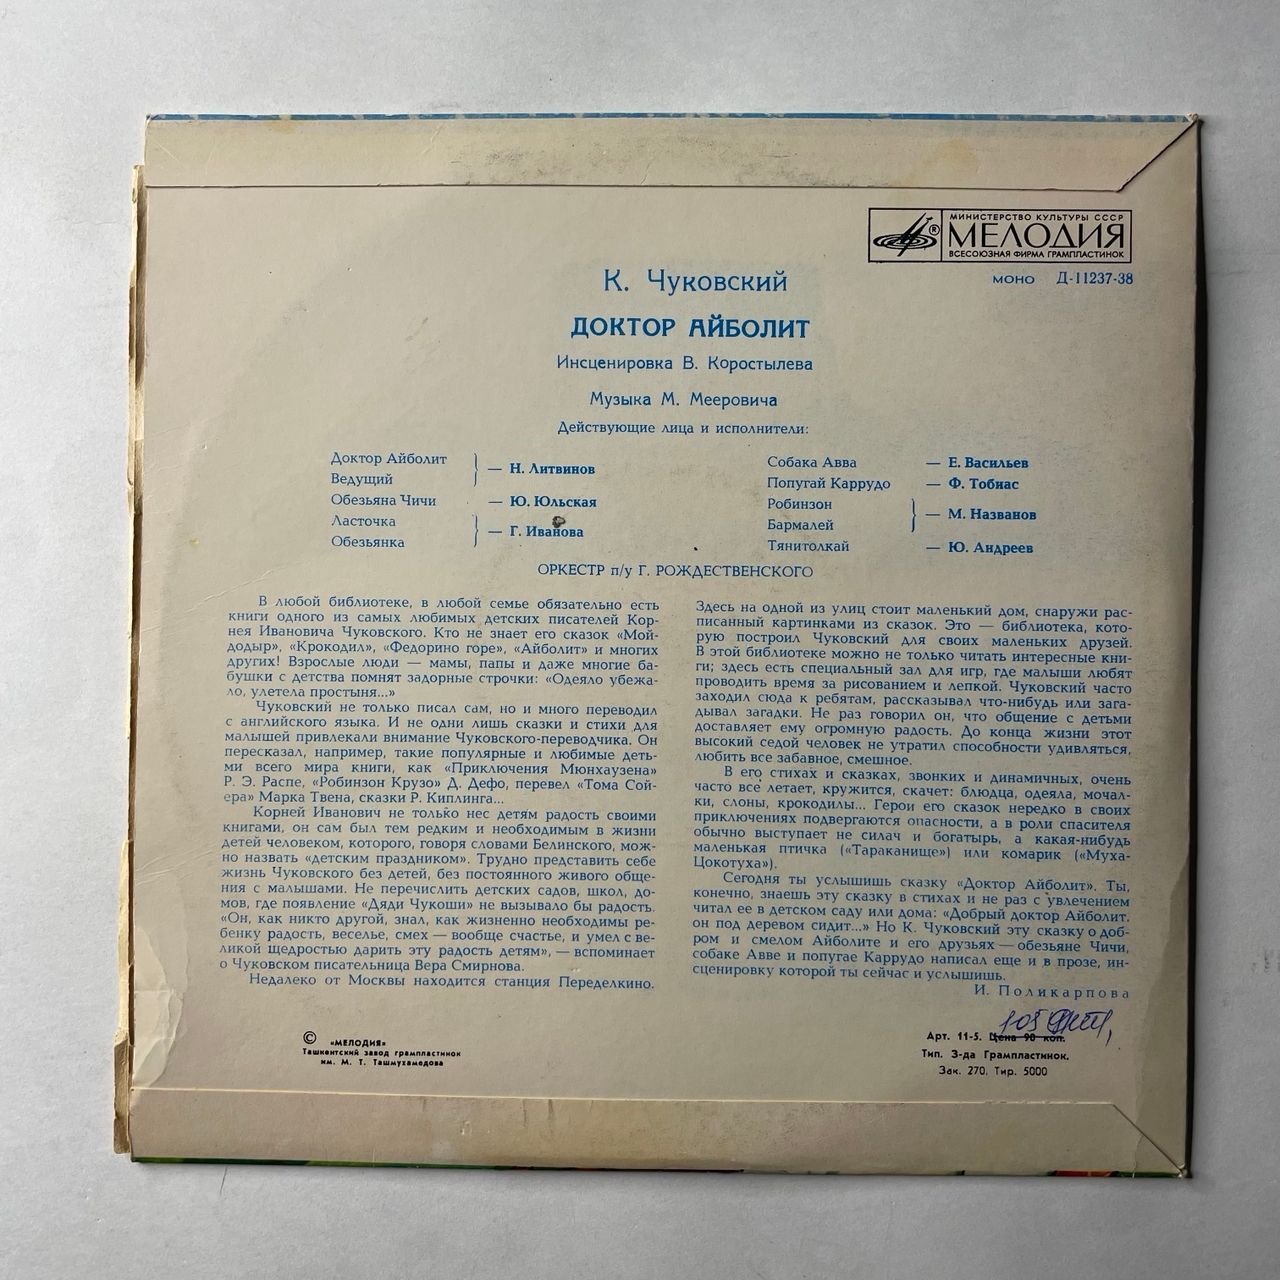 МИНИСТЕРСТВО КУЛЬТУРЫ СССР
® МЕЛОДИЯ
ВСЕСОЮЗНАЯ ФИРМА ГРАМПЛАСТИНОК
МОНО Д-11237-38
К. Чуковский
ДОКТОР АЙБОЛИТ
Инсценировка В. Коростылева
Музыка М. Мееровича
Действующие лица и исполнители:
Доктор Айболит
Ведущий
— Н. Литвинов
Обезьяна Чичи — Ю. Юльская
Ласточка
Обезьянка
— Г. Иванова
Собака Авва — Е. Васильев
Попугай Каррудо — Ф. Тобиас
Робинзон
Бармалей
— М. Названов
Тянитолкай — Ю. Андреев
ОРКЕСТР п/у Г. РОЖДЕСТВЕНСКОГО
В любой библиотеке, в любой семье обязательно есть
книги одного из самых любимых детских писателей Кор-
нея Ивановича Чуковского. Кто не знает его сказок «Мой-
додыр», «Крокодил», «Федорино горе», «Айболит» и многих
других! Взрослые люди — мамы, папы и даже многие ба-
бушки с детства помнят задорные строчки: «Одеяло убежа-
ло, улетела простыня...»
Чуковский не только писал сам, но и много переводил
с английского языка. И не одни лишь сказки и стихи для
малышей привлекали внимание Чуковского-переводчика. Он
пересказал, например, такие популярные и любимые деть-
ми всего мира книги, как «Приключения Мюнхаузена»
Р. Э. Распе, «Робинзон Крузо» Д. Дефо, перевел «Тома Сой-
ера» Марка Твена, сказки Р. Киплинга...
Корней Иванович не только нес детям радость своими
книгами, он сам был тем редким и необходимым в жизни
детей человеком, которого, говоря словами Белинского, мож-
но назвать «детским праздником». Трудно представить себе
жизнь Чуковского без детей, без постоянного живого обще-
ния с малышами. Не перечислить детских садов, школ, до-
мов, где появление «Дяди Чукоши» не вызывало бы радость.
«Он, как никто другой, знал, как жизненно необходимы ре-
бенку радость, веселье, смех — вообще счастье, и умел с ве-
ликой щедростью дарить эту радость детям», — вспоминает
о Чуковском писательница Вера Смирнова.
Недалеко от Москвы находится станция Переделкино.
Здесь на одной из улиц стоит маленький дом, снаружи рас-
писанный картинками из сказок. Это — библиотека, кото-
рую построил Чуковский для своих маленьких друзей.
В этой библиотеке можно не только читать интересные кни-
ги; здесь есть специальный зал для игр, где малыши любят
проводить время за рисованием и лепкой. Чуковский часто
заходил сюда к ребятам, рассказывал что-нибудь или зага-
дывал загадки. Не раз говорил он, что общение с детьми
доставляет ему огромную радость. До конца жизни этот
высокий седой человек не утратил способности удивляться,
любить все забавное, смешное.
В его стихах и сказках, звонких и динамичных, очень
часто все летает, кружится, скачет: блюдца, одеяла, мочал-
ки, слоны, крокодилы... Герои его сказок нередко в своих
приключениях подвергаются опасности, а в роли спасителя
обычно выступает не силач и богатырь, а какая-нибудь
маленькая птичка («Тараканище») или комарик («Муха-
Цокотуха»).
Сегодня ты услышишь сказку «Доктор Айболит». Ты,
конечно, знаешь эту сказку в стихах и не раз с увлечением
читал ее в детском саду или дома: «Добрый доктор Айболит,
он под деревом сидит...» Но К. Чуковский эту сказку о доб-
ром и смелом Айболите и его друзьях — обезьяне Чичи,
собаке Авве и попугае Каррудо написал еще и в прозе, ин-
сценировку которой ты сейчас и услышишь.
И. Поликарпова
© «МЕЛОДИЯ»
Ташкентский завод грампластинок
им. М. Т. Ташмухамедова
Арт. 11-5. Цена 90 коп.
Тип. З-да Грампластинок.
Зак. 270. Тир. 5000